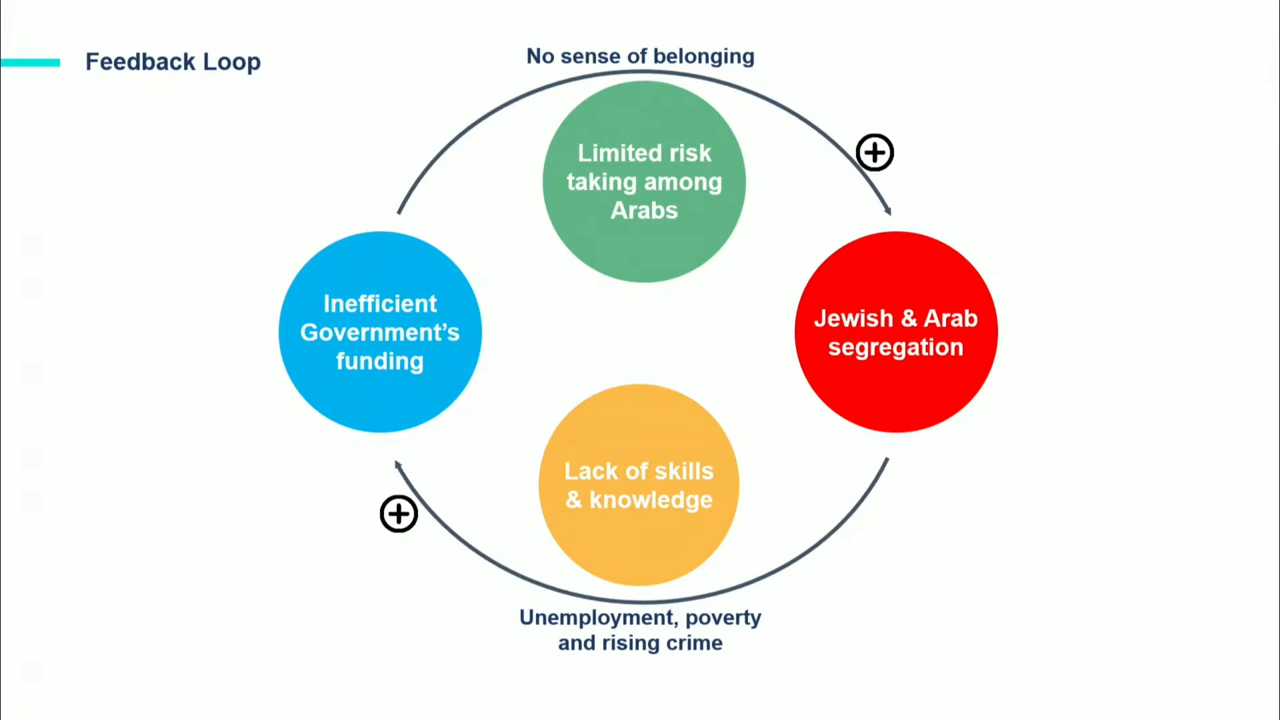 Feedback Loop
No sense of belonging
Limited risk
taking among
Arabs
Inefficient
Government’s
funding
Jewish & Arab
segregation
Lack of skills
& knowledge
Unemployment, poverty
and rising crime